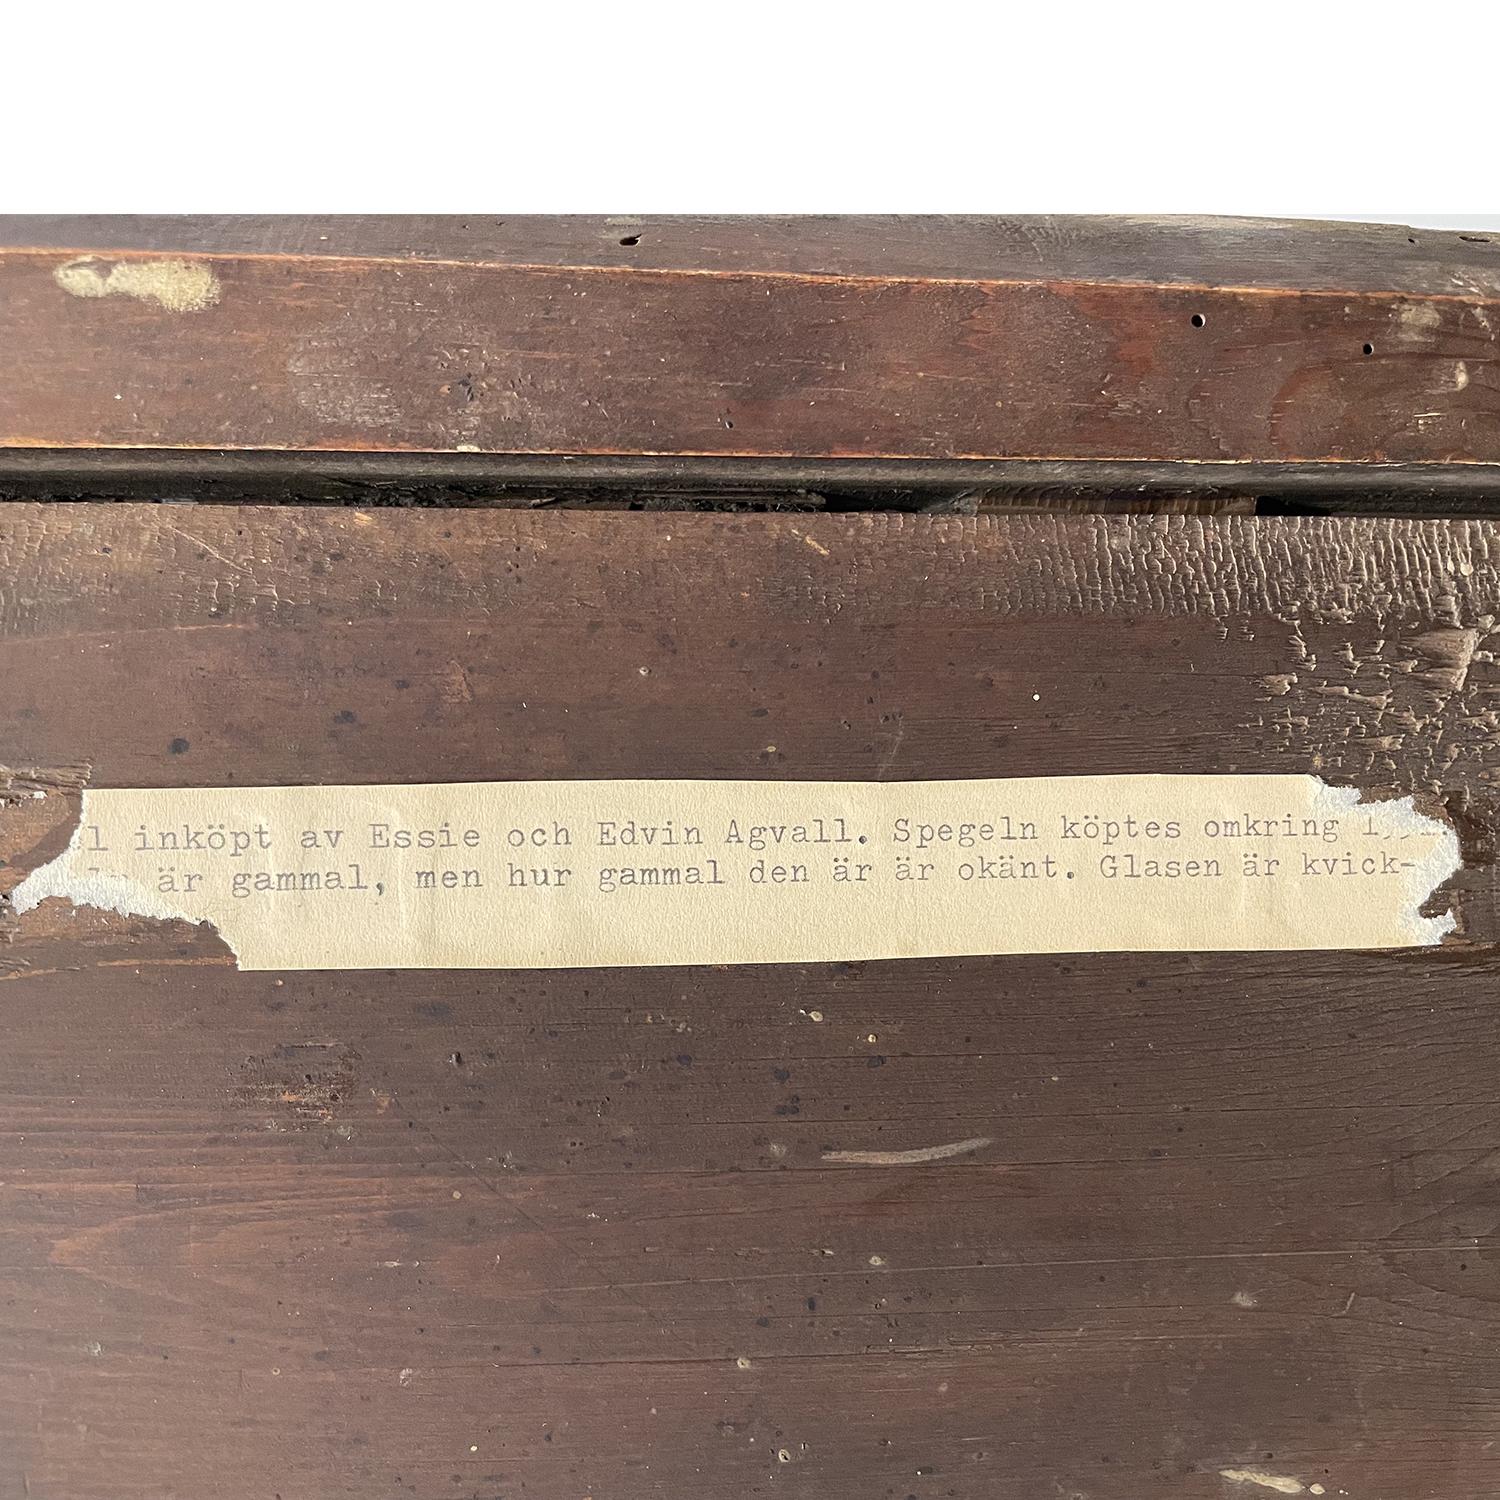 l inköpt av Essie och Edvin Agvall. Spegeln köptes omkring
är gammal, men hur gammal den är är okänt. Glasen är kvick-